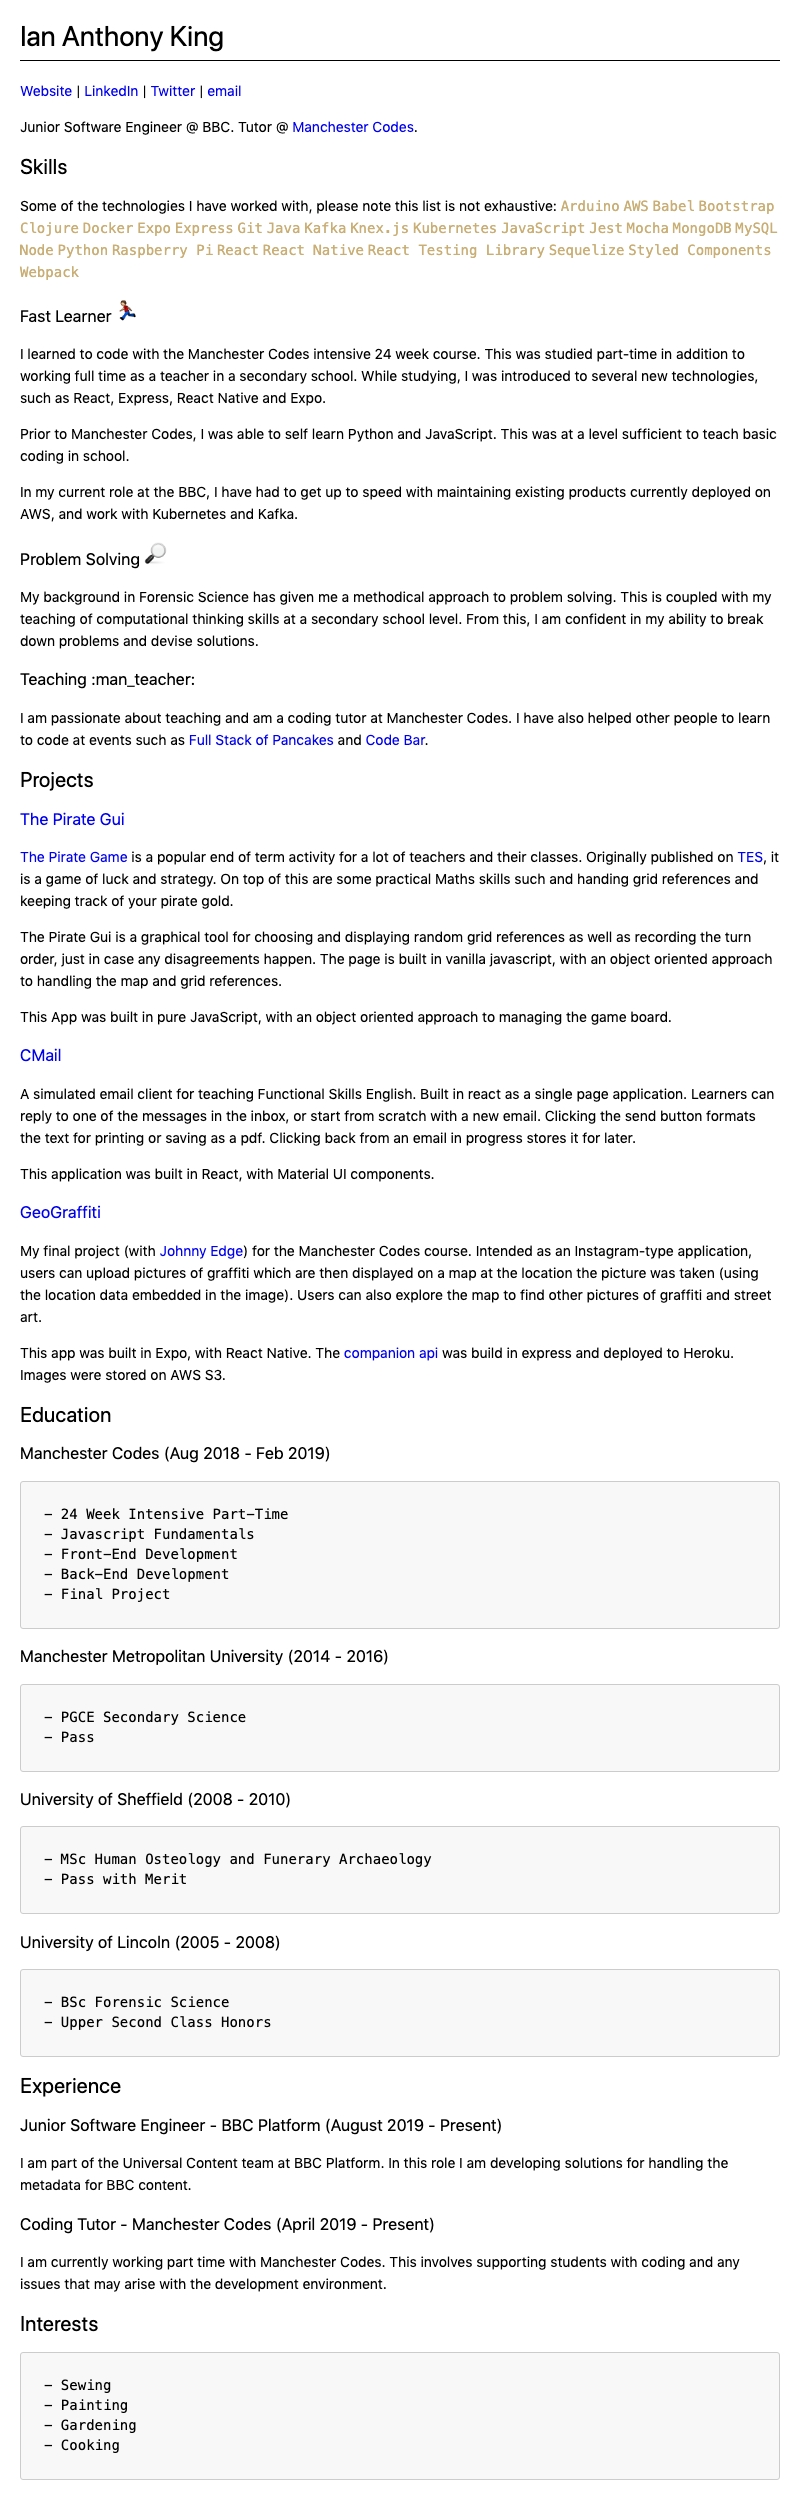 Ian Anthony King
Website | LinkedIn | Twitter | email
Junior Software Engineer @ BBC. Tutor @ Manchester Codes.
Skills
Some of the technologies I have worked with, please note this list is not exhaustive: Arduino AWS Babel Bootstrap
Clojure Docker Expo Express Git Java Kafka Knex.js Kubernetes JavaScript Jest Mocha MongoDB MySQL
Node Python Raspberry Pi React React Native React Testing Library Sequelize Styled Components
Webpack
Fast Learner 🏃
I learned to code with the Manchester Codes intensive 24 week course. This was studied part-time in addition to
working full time as a teacher in a secondary school. While studying, I was introduced to several new technologies,
such as React, Express, React Native and Expo.
Prior to Manchester Codes, I was able to self learn Python and JavaScript. This was at a level sufficient to teach basic
coding in school.
In my current role at the BBC, I have had to get up to speed with maintaining existing products currently deployed on
AWS, and work with Kubernetes and Kafka.
Problem Solving 🔎
My background in Forensic Science has given me a methodical approach to problem solving. This is coupled with my
teaching of computational thinking skills at a secondary school level. From this, I am confident in my ability to break
down problems and devise solutions.
Teaching :man_teacher:
I am passionate about teaching and am a coding tutor at Manchester Codes. I have also helped other people to learn
to code at events such as Full Stack of Pancakes and Code Bar.
Projects
The Pirate Gui
The Pirate Game is a popular end of term activity for a lot of teachers and their classes. Originally published on TES, it
is a game of luck and strategy. On top of this are some practical Maths skills such and handing grid references and
keeping track of your pirate gold.
The Pirate Gui is a graphical tool for choosing and displaying random grid references as well as recording the turn
order, just in case any disagreements happen. The page is built in vanilla javascript, with an object oriented approach
to handling the map and grid references.
This App was built in pure JavaScript, with an object oriented approach to managing the game board.
CMail
A simulated email client for teaching Functional Skills English. Built in react as a single page application. Learners can
reply to one of the messages in the inbox, or start from scratch with a new email. Clicking the send button formats
the text for printing or saving as a pdf. Clicking back from an email in progress stores it for later.
This application was built in React, with Material UI components.
GeoGraffiti
My final project (with Johnny Edge) for the Manchester Codes course. Intended as an Instagram-type application,
users can upload pictures of graffiti which are then displayed on a map at the location the picture was taken (using
the location data embedded in the image). Users can also explore the map to find other pictures of graffiti and street
art.
This app was built in Expo, with React Native. The companion api was build in express and deployed to Heroku.
Images were stored on AWS S3.
Education
Manchester Codes (Aug 2018 - Feb 2019)
- 24 Week Intensive Part-Time
- Javascript Fundamentals
- Front-End Development
- Back-End Development
- Final Project
Manchester Metropolitan University (2014 - 2016)
- PGCE Secondary Science
- Pass
University of Sheffield (2008 - 2010)
- MSc Human Osteology and Funerary Archaeology
- Pass with Merit
University of Lincoln (2005 - 2008)
- BSc Forensic Science
- Upper Second Class Honors
Experience
Junior Software Engineer - BBC Platform (August 2019 - Present)
I am part of the Universal Content team at BBC Platform. In this role I am developing solutions for handling the
metadata for BBC content.
Coding Tutor - Manchester Codes (April 2019 - Present)
I am currently working part time with Manchester Codes. This involves supporting students with coding and any
issues that may arise with the development environment.
Interests
- Sewing
- Painting
- Gardening
- Cooking